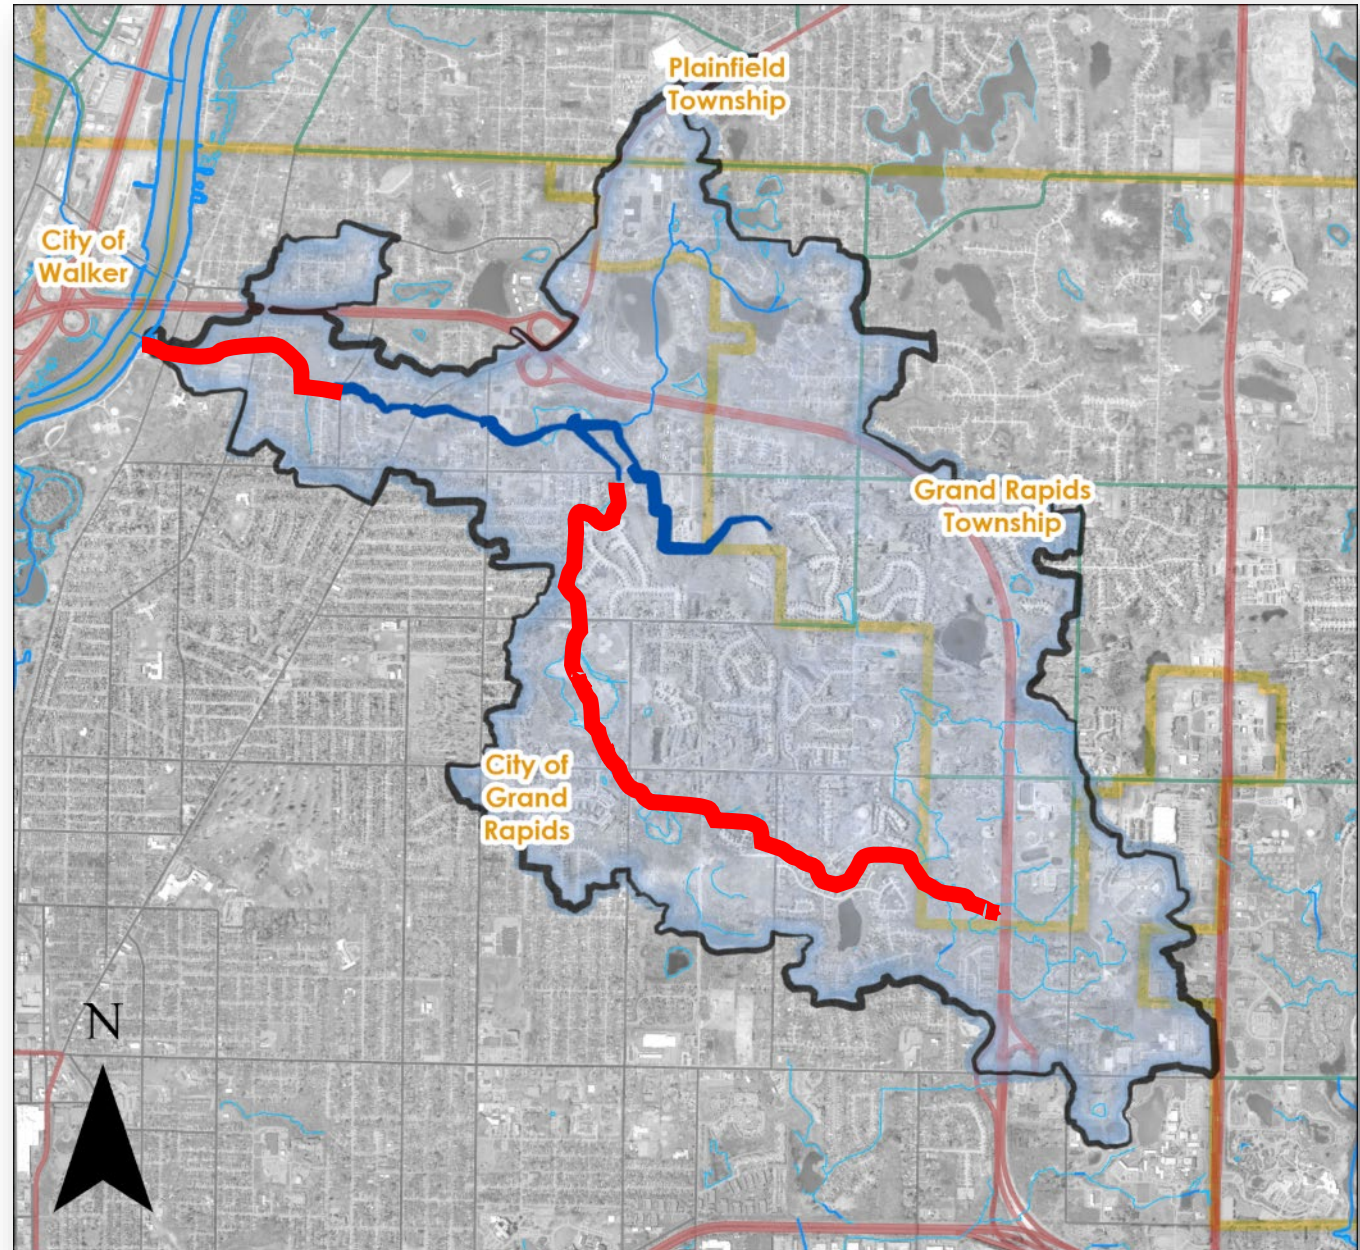 Plainfield
Township
City of
Walker
Grand Rapids
Township
City of
Grand
Rapids
N